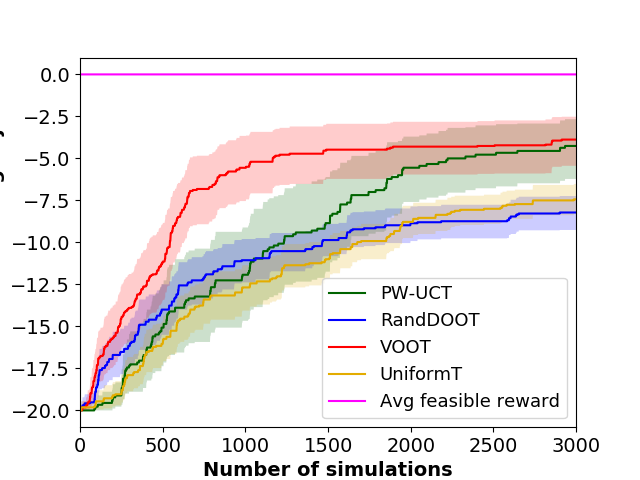 0.0
−2.5
−5.0
−7.5
−10.0
−12.5
−15.0
−17.5
−20.0
PW-UCT
RandDOOT
VOOT
UniformT
Avg feasible reward
0 500 1000 1500 2000 2500 3000
Number of simulations